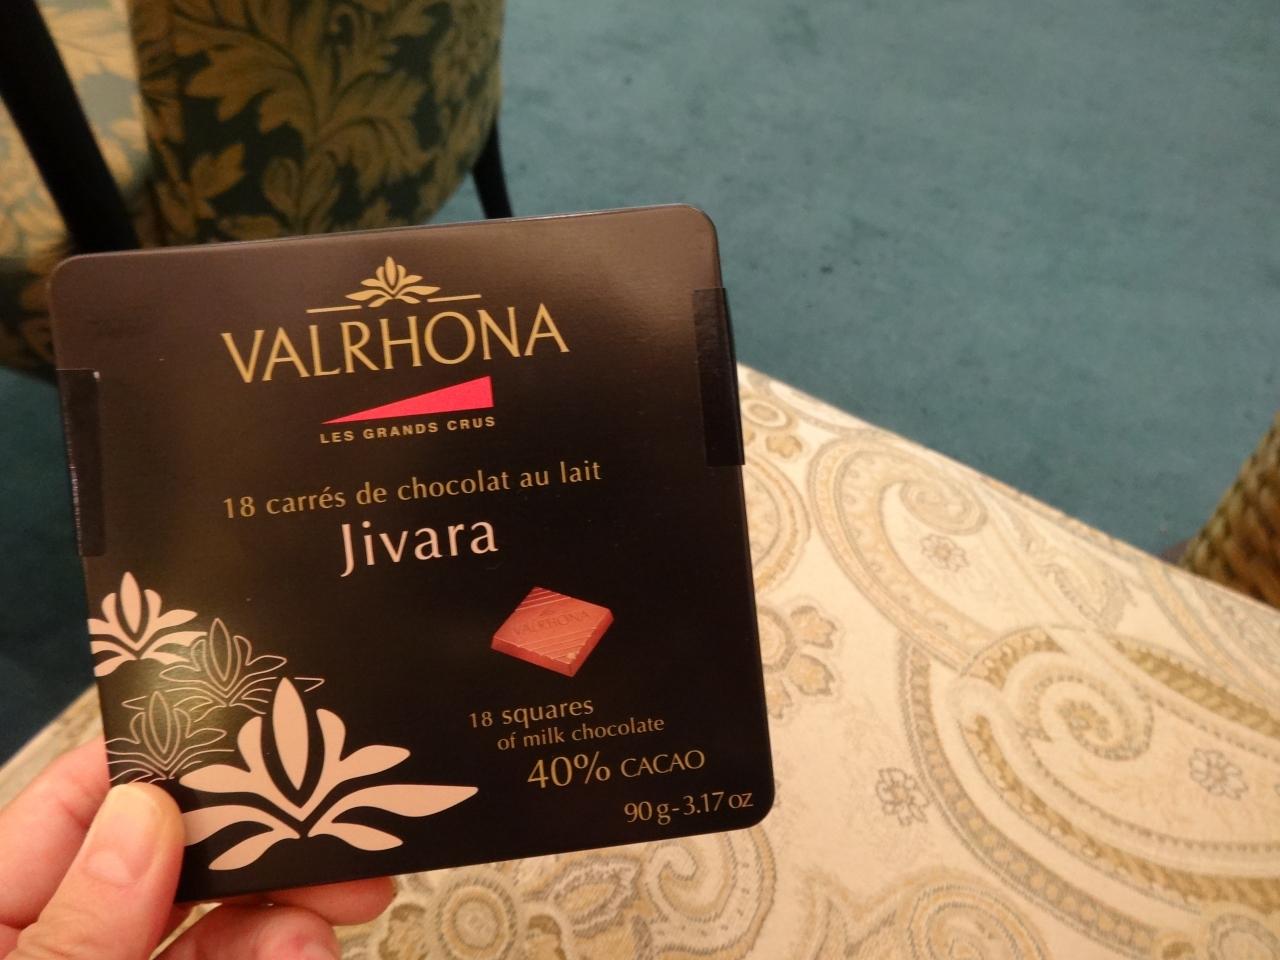 VALRHONA
LES GRANDS CRUS
18 carrés de chocolat au lait
Jivara
VALRHONA
18 squares
of milk chocolate
40% CACAO
90 g - 3.17 oz